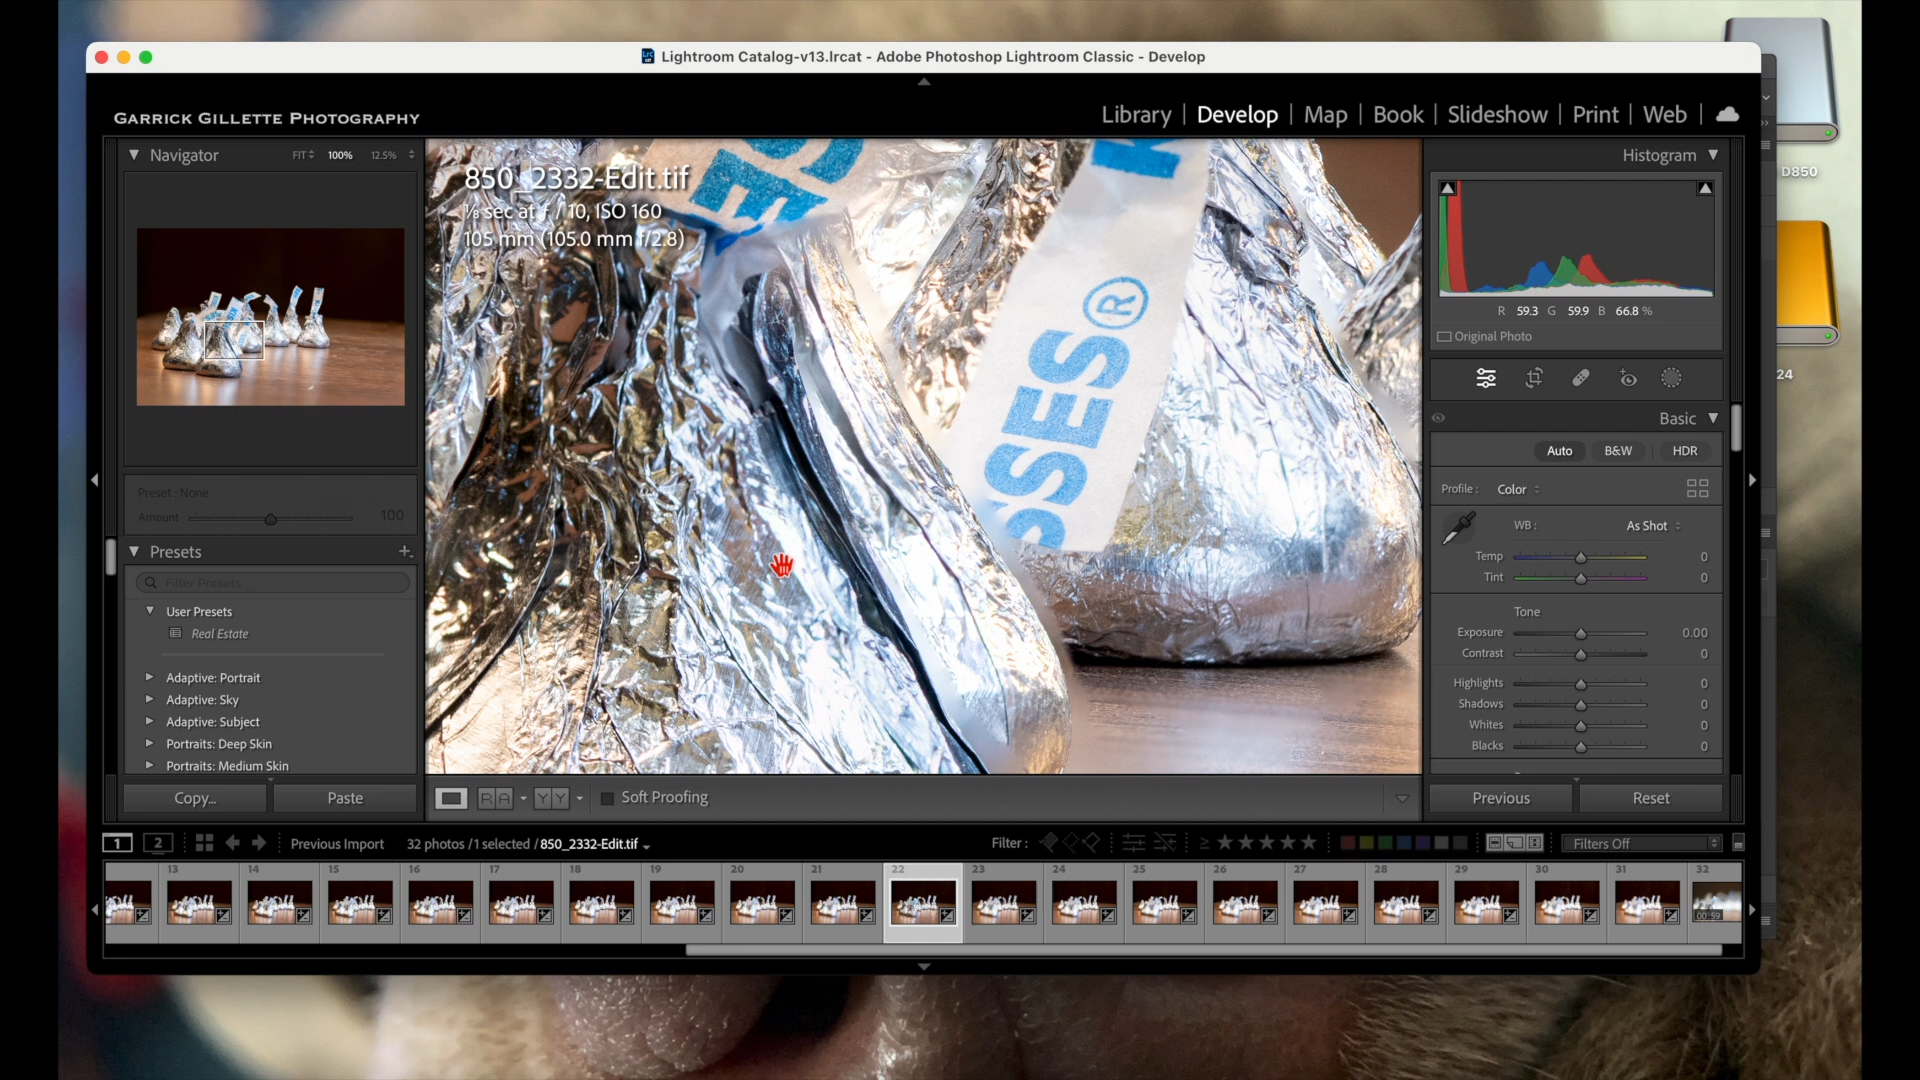 Lightroom Catalog-v13.lrcat - Adobe Photoshop Lightroom Classic - Develop
GARRICK GILLETTE PHOTOGRAPHY
Library | Develop | Map | Book | Slideshow | Print | Web
Navigator FIT 100% 12.5%
Preset : None
Amount 100
Presets
Filter Presets
User Presets
Real Estate
Adaptive: Portrait
Adaptive: Sky
Adaptive: Subject
Portraits: Deep Skin
Portraits: Medium Skin
Copy... Paste
850_2332-Edit.tif
⅛ sec at ƒ / 10, ISO 160
105 mm (105.0 mm f/2.8)
SES®
Soft Proofing
Histogram
R 59.3 G 59.9 B 66.8 %
Original Photo
Basic
Auto B&W HDR
Profile : Color
WB : As Shot
Temp 0
Tint 0
Tone
Exposure 0.00
Contrast 0
Highlights 0
Shadows 0
Whites 0
Blacks 0
Previous Reset
D850
24
1 2 Previous Import 32 photos / 1 selected / 850_2332-Edit.tif Filter : Filters Off
13 14 15 16 17 18 19 20 21 22 23 24 25 26 27 28 29 30 31 32
00:59